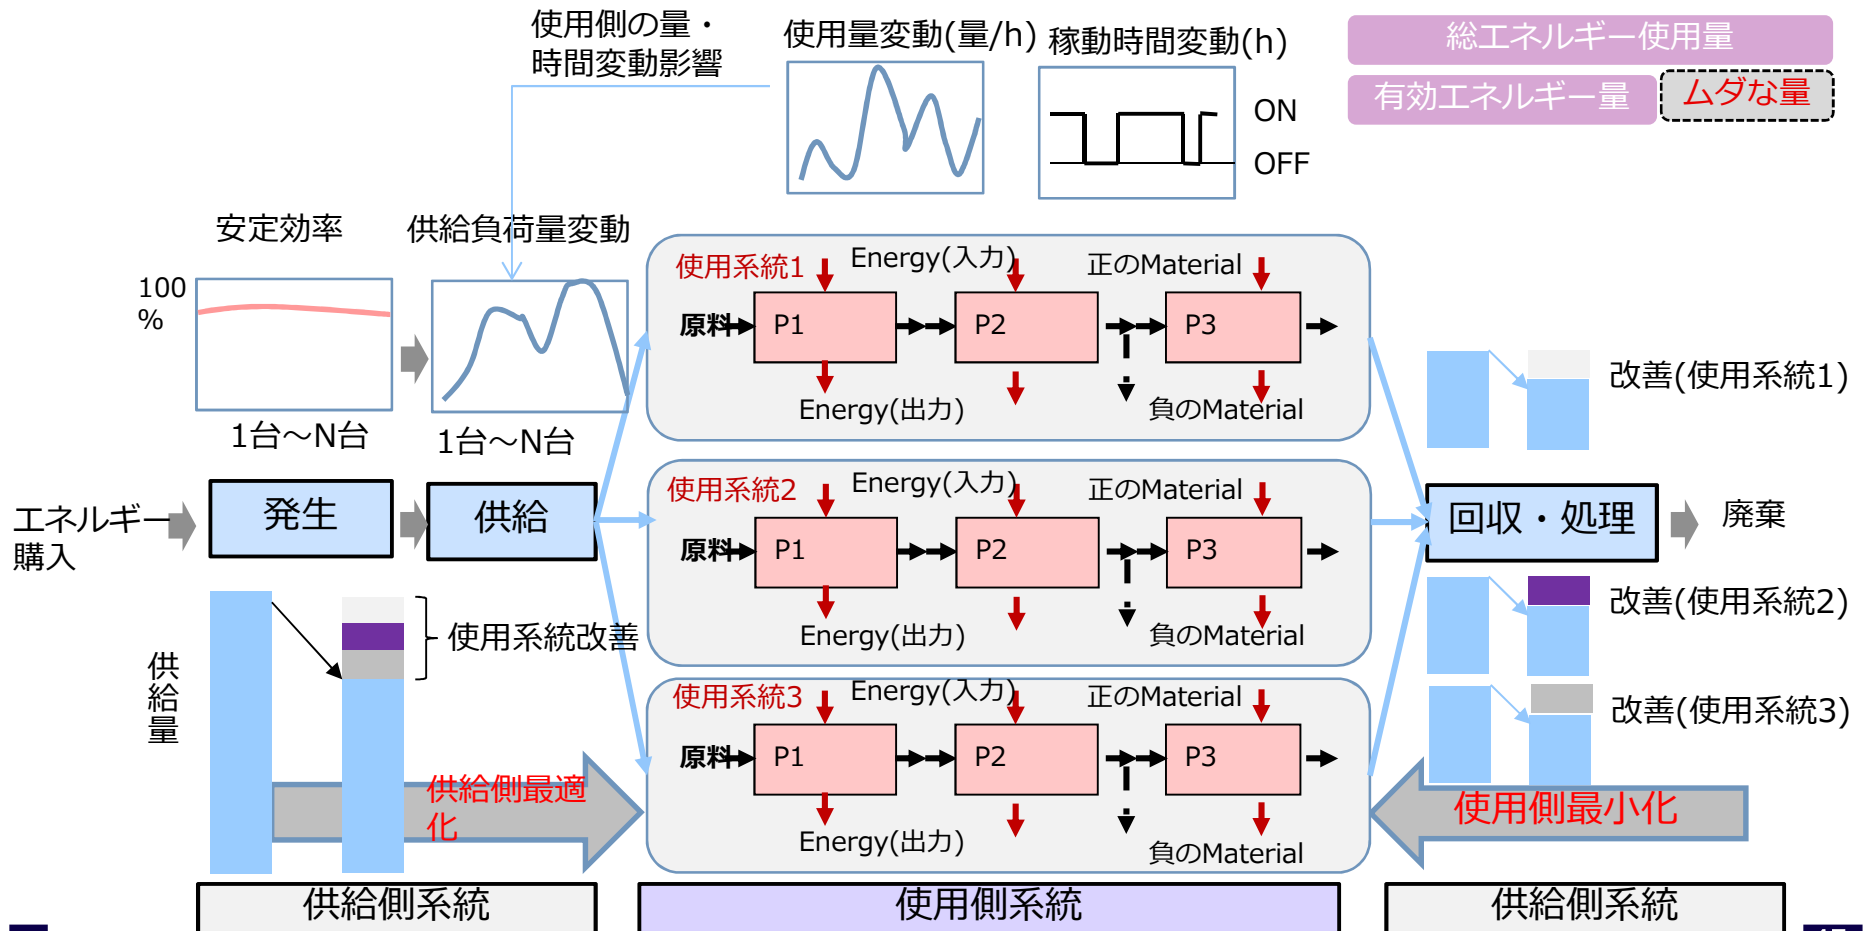 使用側の量・
時間変動影響
使用量変動(量/h)
稼動時間変動(h)
総エネルギー使用量
有効エネルギー量
ムダな量
ON
OFF
安定効率
供給負荷量変動
100
%
1台～N台
1台～N台
使用系統1
Energy(入力)
正のMaterial
原料
P1
P2
P3
Energy(出力)
負のMaterial
改善(使用系統1)
エネルギー
購入
発生
供給
使用系統2
Energy(入力)
正のMaterial
原料
P1
P2
P3
Energy(出力)
負のMaterial
回収・処理
廃棄
改善(使用系統2)
供給量
使用系統改善
使用系統3
Energy(入力)
正のMaterial
原料
P1
P2
P3
Energy(出力)
負のMaterial
改善(使用系統3)
供給側最適
化
使用側最小化
供給側系統
使用側系統
供給側系統